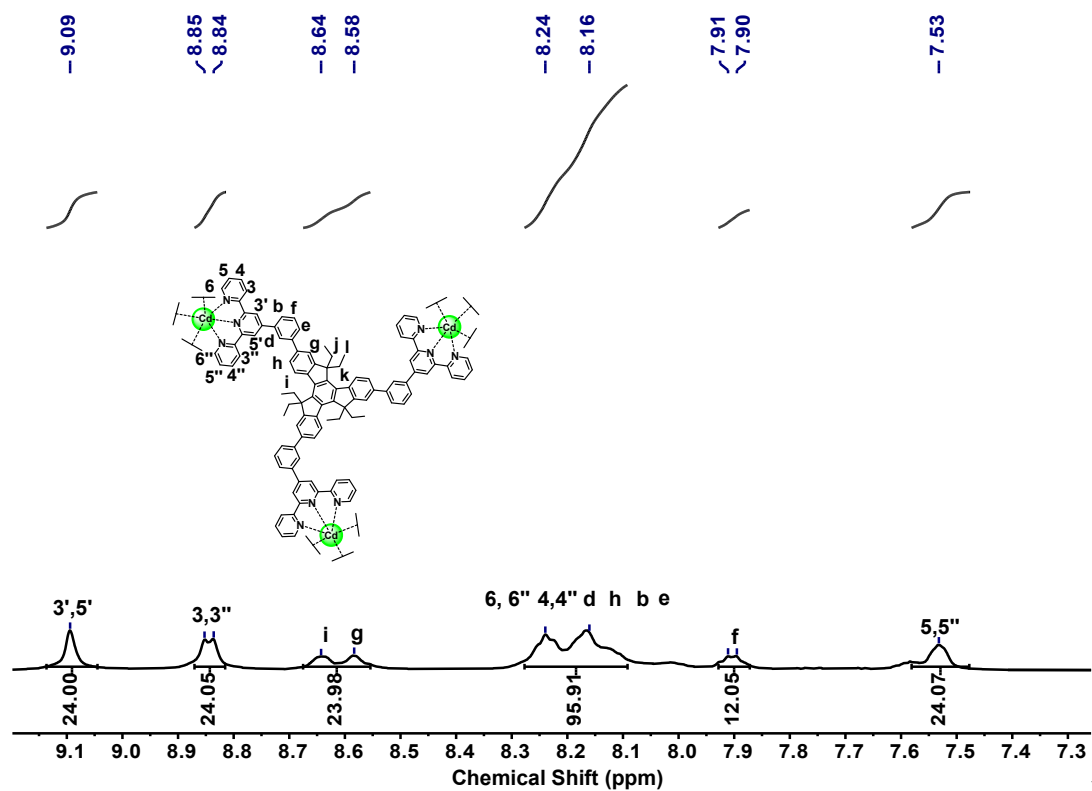 9.09 8.85 8.84 8.64 8.58 8.24 8.16 7.91 7.90 7.53
5 4
6 3
3' b f
Cd N N N e
6" 3" 5' d g j l
5" 4" h
i k
N N N Cd
N N N Cd
3',5' 3,3" i g 6, 6" 4,4" d h b e f 5,5"
24.00 24.05 23.98 95.91 12.05 24.07
9.1 9.0 8.9 8.8 8.7 8.6 8.5 8.4 8.3 8.2 8.1 8.0 7.9 7.8 7.7 7.6 7.5 7.4 7.3
Chemical Shift (ppm)